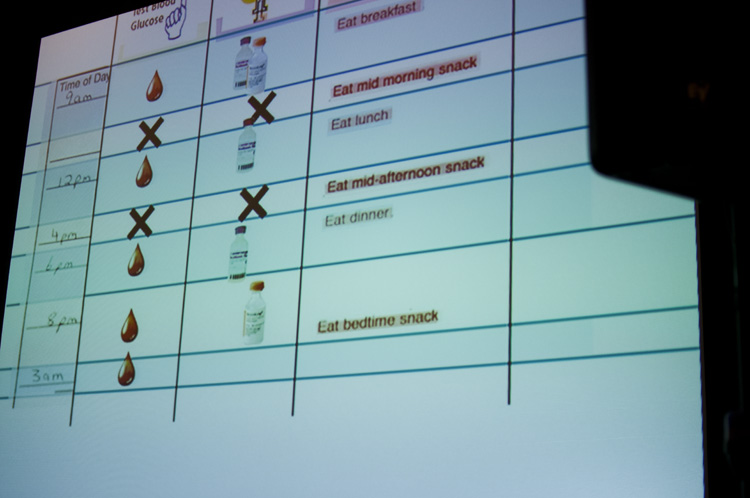 Test Blood
Glucose
Eat breakfast
Time of Day
9am
Eat mid morning snack
Eat lunch
12pm
Eat mid-afternoon snack
4pm
Eat dinner
6pm
8pm
Eat bedtime snack
3am